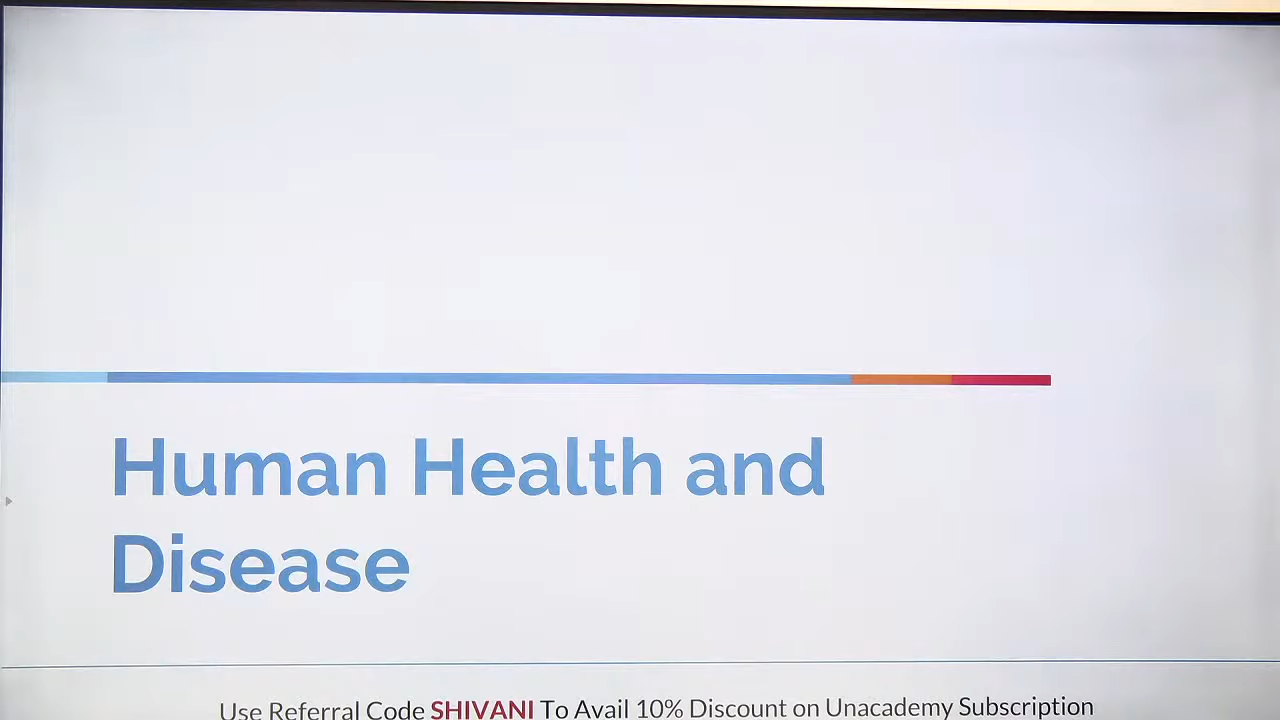 Human Health and
Disease
Use Referral Code SHIVANI To Avail 10% Discount on Unacademy Subscription